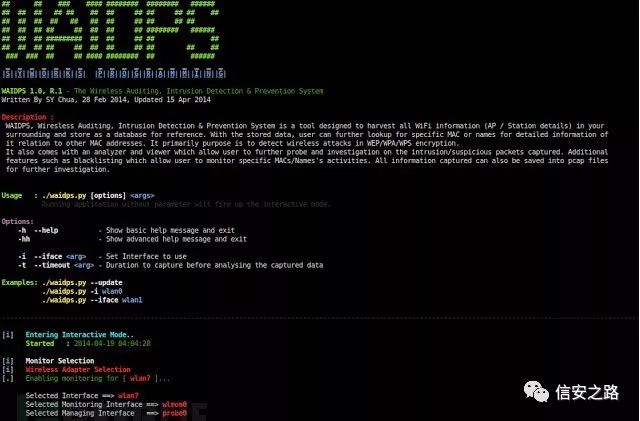 WAIDPS
|S|Y|W|O|R|K|S| |P|R|O|G|R|A|M|M|I|N|G|
WAIDPS 1.0, R.1 - The Wireless Auditing, Intrusion Detection & Prevention System
Written By SY Chua, 28 Feb 2014, Updated 15 Apr 2014
Description :
WAIDPS, Wireless Auditing, Intrusion Detection & Prevention System is a tool designed to harvest all WiFi information (AP / Station details) in your
surrounding and store as a database for reference. With the stored data, user can further lookup for specific MAC or names for detailed information of
it relation to other MAC addresses. It primarily purpose is to detect wireless attacks in WEP/WPA/WPS encryption.
It also comes with an analyzer and viewer which allow user to further probe and investigation on the intrusion/suspicious packets captured. Additional
features such as blacklisting which allow user to monitor specific MACs/Names's activities. All information captured can also be saved into pcap files
for further investigation.
Usage : ./waidps.py [options] <args>
Running application without parameter will fire up the interactive mode.
Options:
-h --help - Show basic help message and exit
-hh - Show advanced help message and exit
-i --iface <arg> - Set Interface to use
-t --timeout <arg> - Duration to capture before analysing the captured data
Examples: ./waidps.py --update
./waidps.py -i wlan0
./waidps.py --iface wlan1
[i] Entering Interactive Mode..
Started : 2014-04-19 04:04:28
[i] Monitor Selection
[i] Wireless Adapter Selection
[.] Enabling monitoring for [ wlan7 ]...
Selected Interface ==> wlan7
Selected Monitoring Interface ==> wlmon0
Selected Managing Interface ==> probe0
信安之路